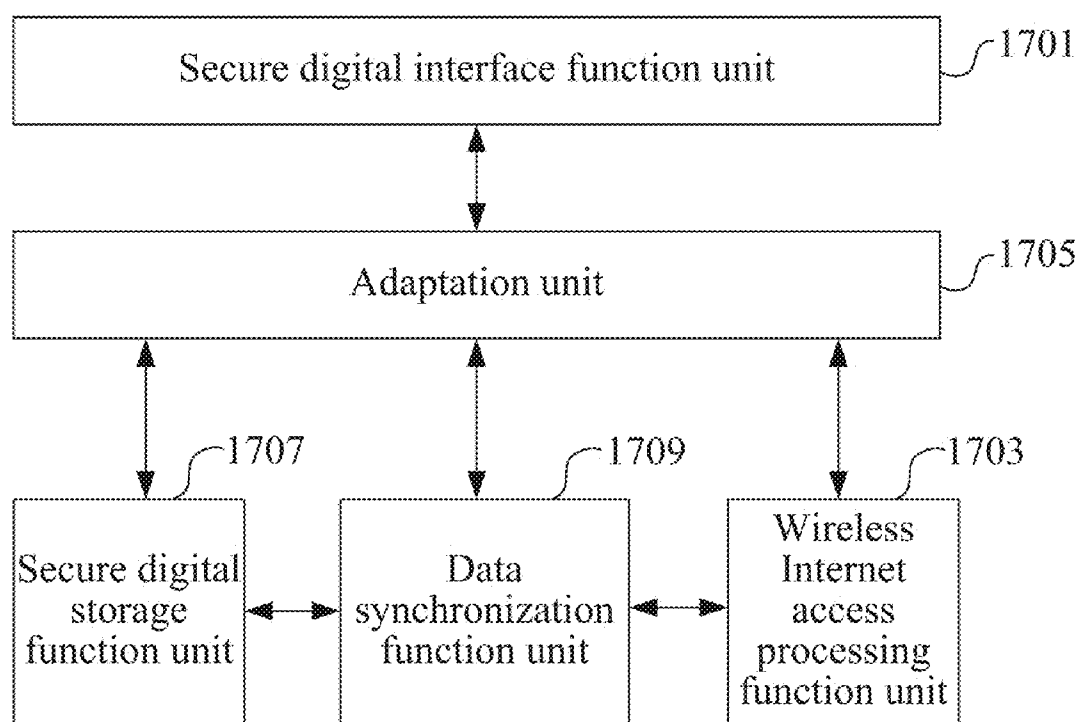 Secure digital interface function unit
1701
Adaptation unit
1705
1707
1709
1703
Secure digital
storage
function unit
Data
synchronization
function unit
Wireless
Internet
access
processing
function unit